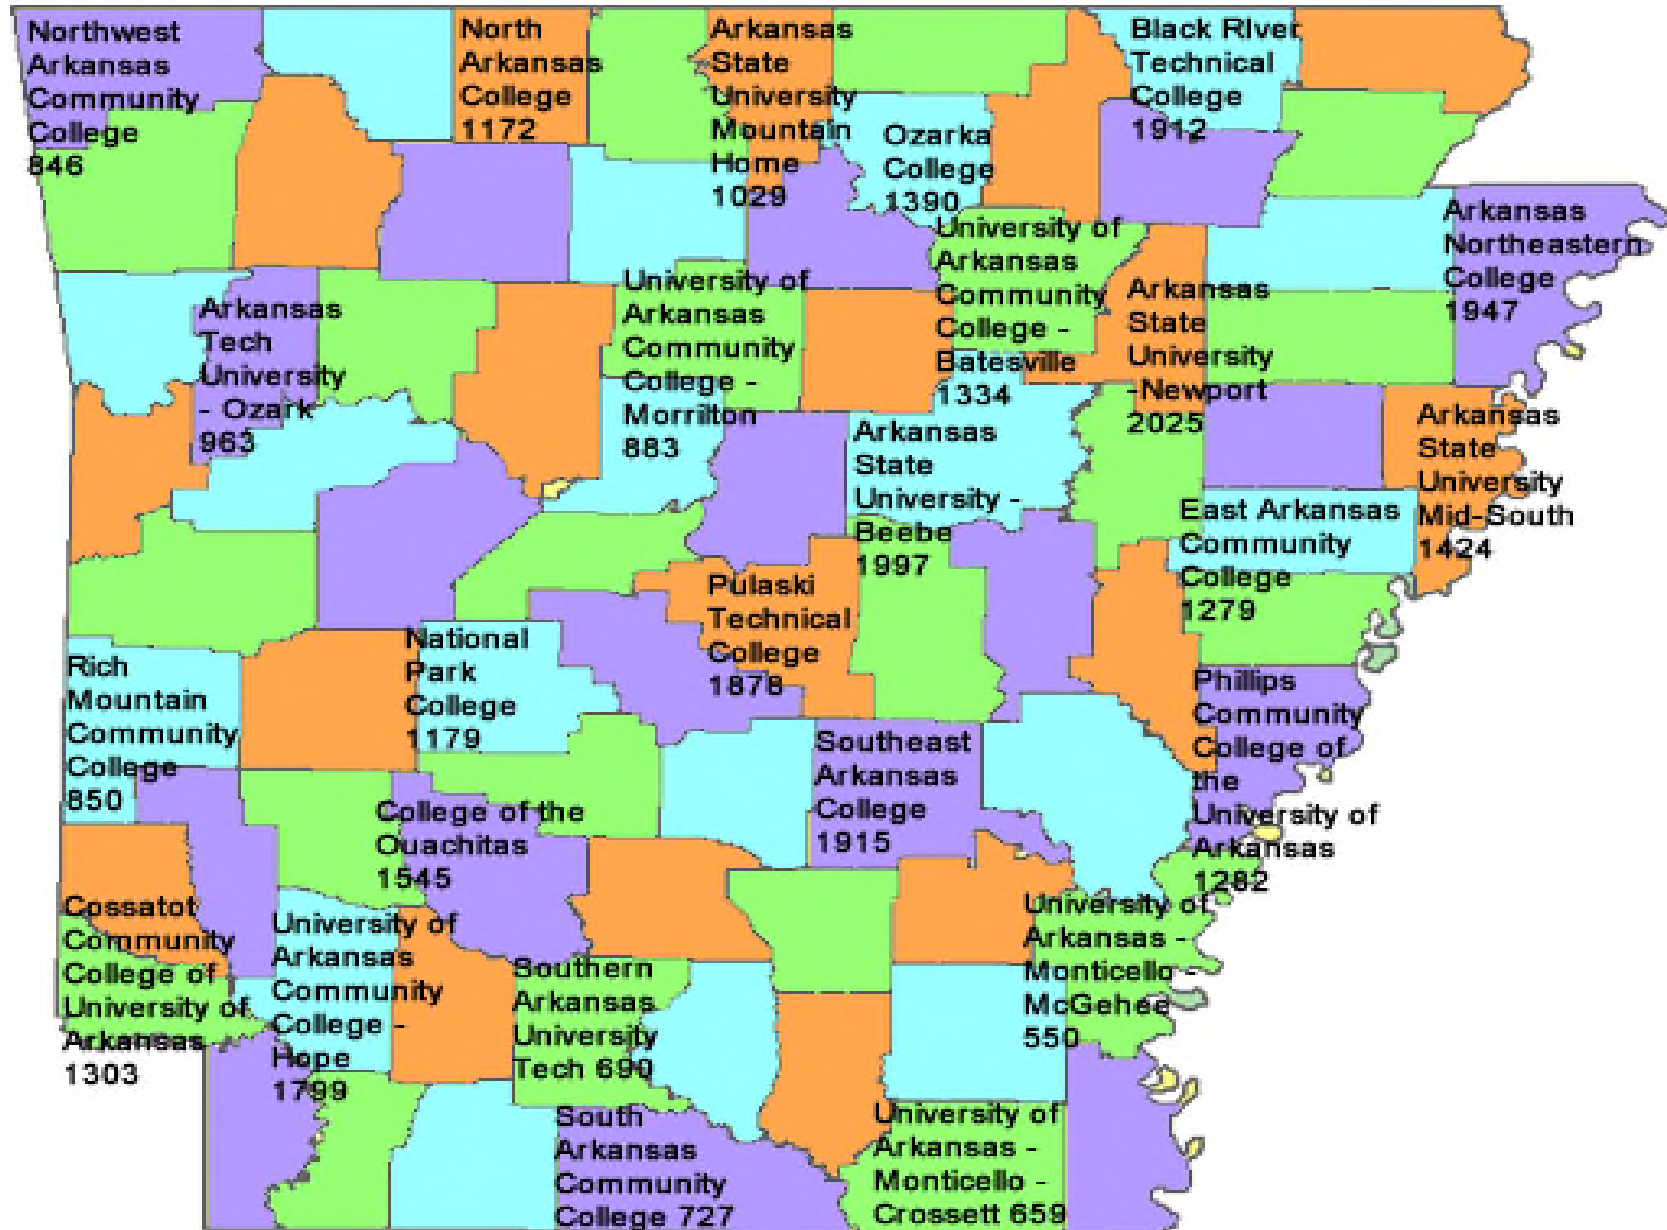 Northwest
Arkansas
Community
College
846
North
Arkansas
College
1172
Arkansas
State
University
Mountain
Home
1029
Ozarka
College
1390
Black RIver
Technical
College
1912
Arkansas
Northeastern
College
1947
Arkansas
Tech
University
- Ozark
963
University of
Arkansas
Community
College -
Morrilton
883
University of
Arkansas
Community
College -
Batesville
1334
Arkansas
State
University
-Newport
2025
Arkansas
State
University
Mid-South
1424
Arkansas
State
University -
Beebe
1997
East Arkansas
Community
College
1279
Pulaski
Technical
College
1878
National
Park
College
1179
Rich
Mountain
Community
College
850
Phillips
Community
College of
the
University of
Arkansas
1282
Southeast
Arkansas
College
1915
College of the
Ouachitas
1545
Cossatot
Community
College of
University of
Arkansas
1303
University of
Arkansas
Community
College -
Hope
1799
Southern
Arkansas
University
Tech 690
University of
Arkansas -
Monticello -
McGehee
550
South
Arkansas
Community
College 727
University of
Arkansas -
Monticello -
Crossett 659